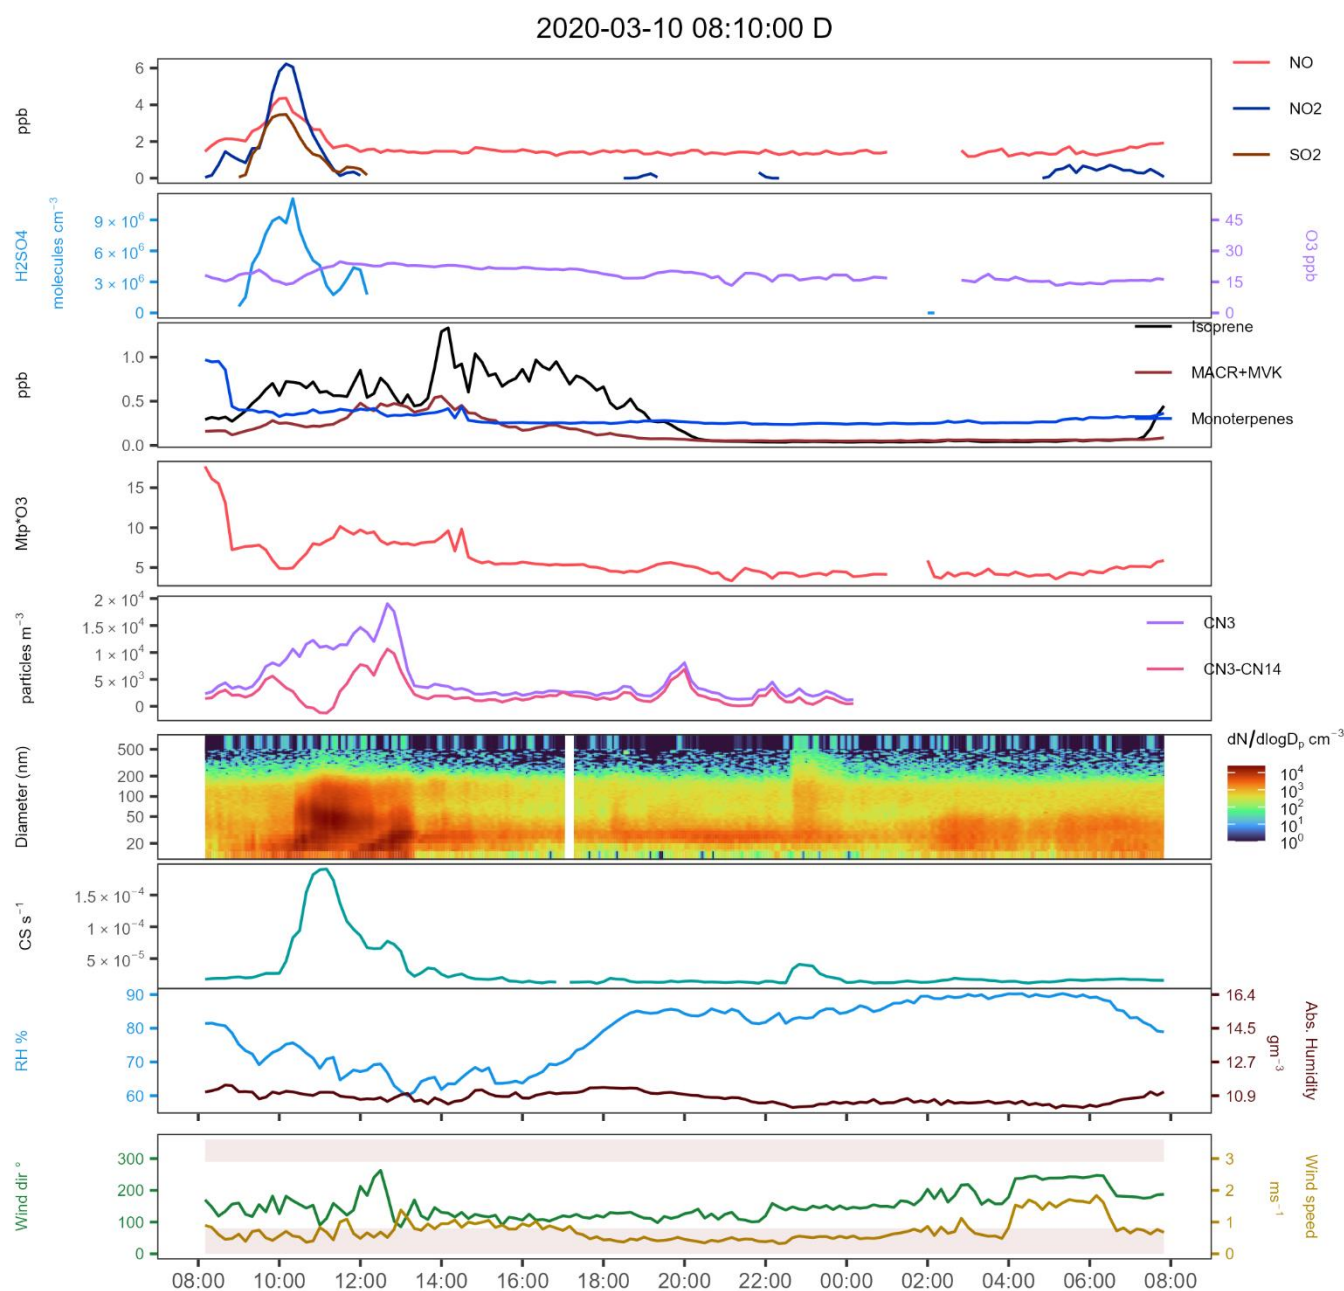 2020-03-10 08:10:00 D
ppb
6
4
2
0
NO
NO2
SO2
H2SO4
molecules cm⁻³
9 × 10⁶
6 × 10⁶
3 × 10⁶
0
45
30
15
0
O3 ppb
ppb
1.0
0.5
0.0
Isoprene
MACR+MVK
Monoterpenes
Mtp*O3
15
10
5
particles m⁻³
2 × 10⁴
1.5 × 10⁴
1 × 10⁴
5 × 10³
0
CN3
CN3-CN14
Diameter (nm)
500
200
100
50
20
dN/dlogDₚ cm⁻³
10⁴
10³
10²
10¹
10⁰
CS s⁻¹
1.5 × 10⁻⁴
1 × 10⁻⁴
5 × 10⁻⁵
RH %
90
80
70
60
16.4
14.5
12.7
10.9
Abs. Humidity
gm⁻³
Wind dir °
300
200
100
0
3
2
1
0
Wind speed
ms⁻¹
08:00 10:00 12:00 14:00 16:00 18:00 20:00 22:00 00:00 02:00 04:00 06:00 08:00